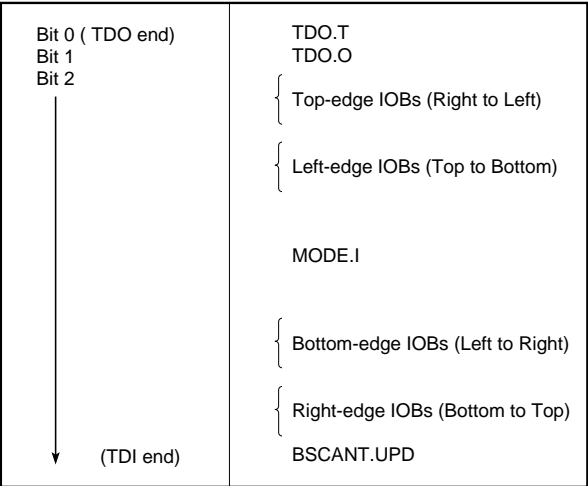 Bit 0 ( TDO end)
Bit 1
Bit 2
(TDI end)
TDO.T
TDO.O
Top-edge IOBs (Right to Left)
Left-edge IOBs (Top to Bottom)
MODE.I
Bottom-edge IOBs (Left to Right)
Right-edge IOBs (Bottom to Top)
BSCANT.UPD